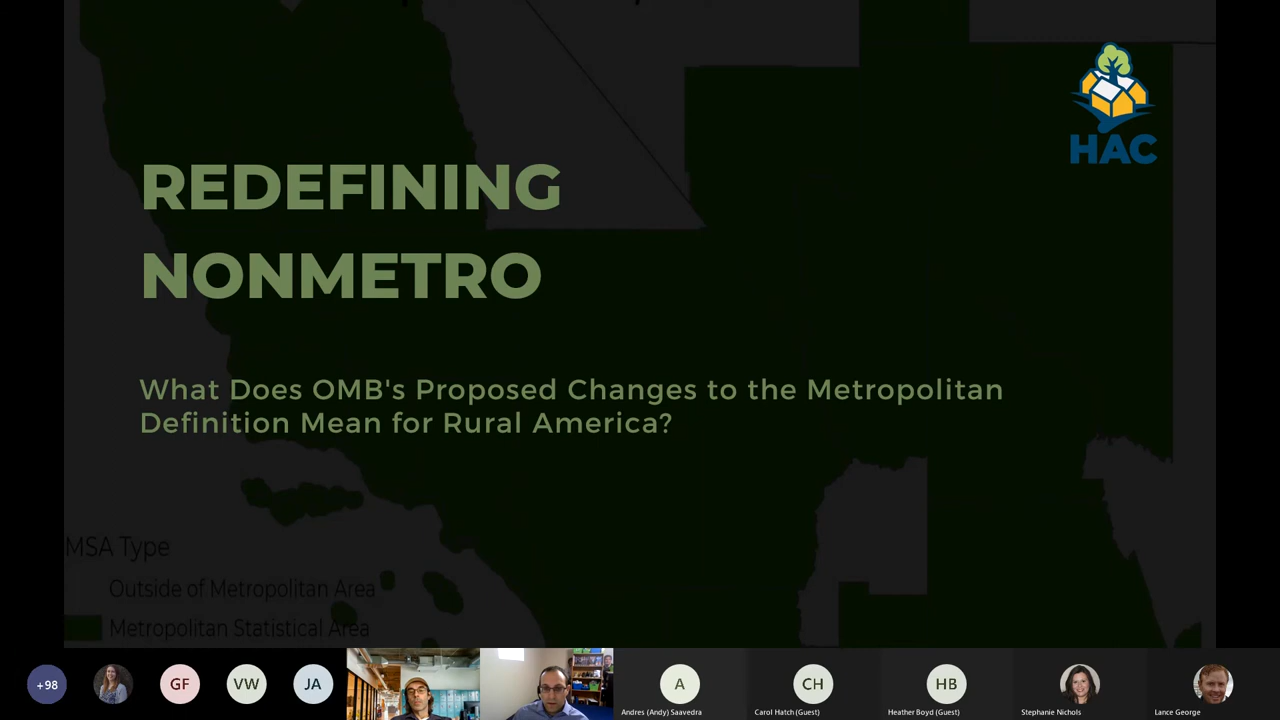 HAC
REDEFINING
NONMETRO
What Does OMB's Proposed Changes to the Metropolitan
Definition Mean for Rural America?
MSA Type
Outside of Metropolitan Area
Metropolitan Statistical Area
+98
GF
VW
JA
A
CH
HB
Andres (Andy) Saavedra
Carol Hatch (Guest)
Heather Boyd (Guest)
Stephanie Nichols
Lance George